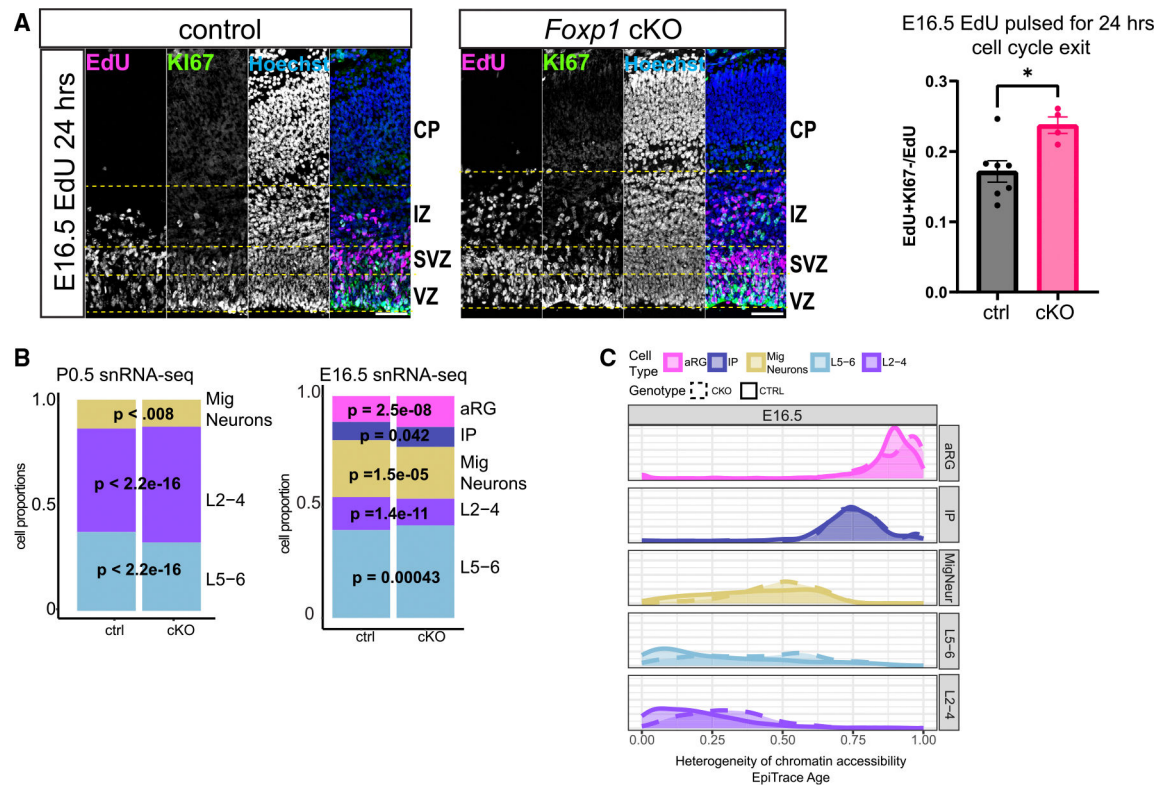 A
control
Foxp1 cKO
E16.5 EdU 24 hrs
EdU
KI67
Hoechst
CP
IZ
SVZ
VZ
EdU
KI67
Hoechst
CP
IZ
SVZ
VZ
E16.5 EdU pulsed for 24 hrs
cell cycle exit
*
EdU+KI67-/EdU
0.3
0.2
0.1
0.0
ctrl
cKO
B
P0.5 snRNA-seq
cell proportion
1.0
0.5
0
p < .008
p < 2.2e-16
p < 2.2e-16
Mig
Neurons
L2-4
L5-6
ctrl
cKO
E16.5 snRNA-seq
cell proportion
1.0
0.5
0
p = 2.5e-08
p = 0.042
p =1.5e-05
p =1.4e-11
p = 0.00043
aRG
IP
Mig
Neurons
L2-4
L5-6
ctrl
cKO
C
Cell
Type
aRG
IP
Mig
Neurons
L5-6
L2-4
Genotype
CKO
CTRL
E16.5
aRG
IP
MigNeur
L5-6
L2-4
0.00
0.25
0.50
0.75
1.00
Heterogeneity of chromatin accessibility
EpiTrace Age